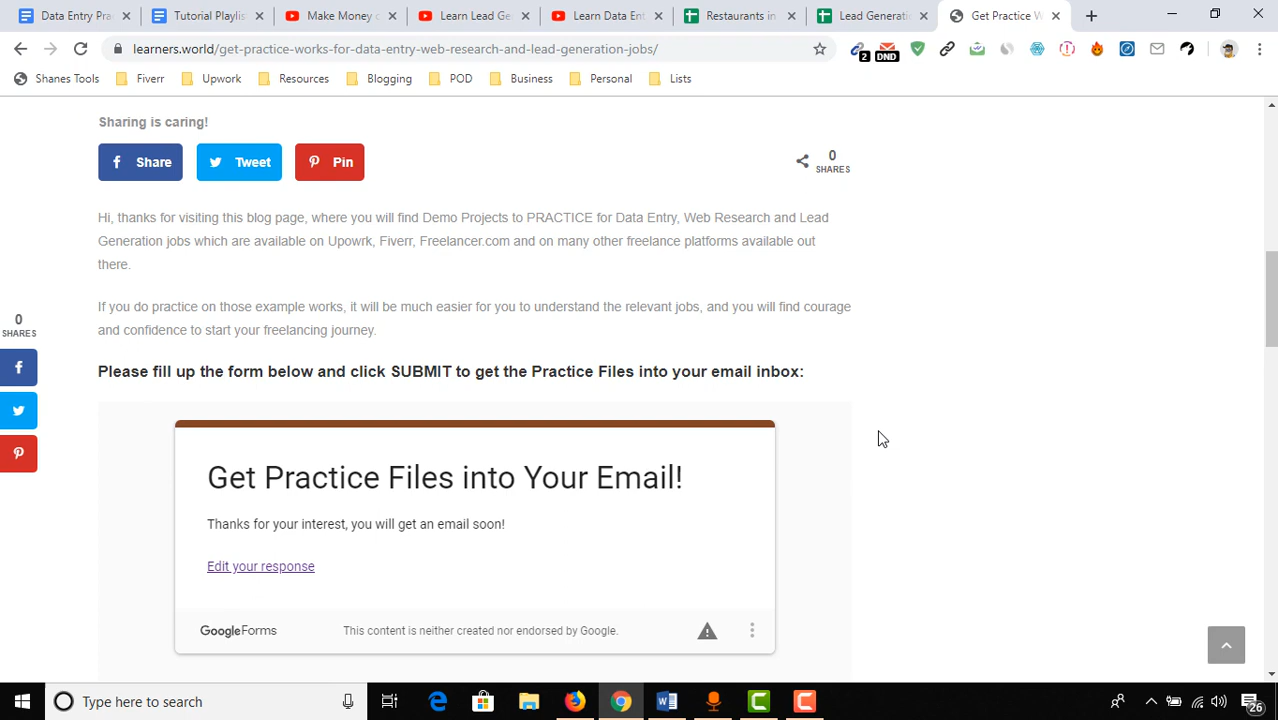 Data Entry Pra
Tutorial Playlis
Make Money o
Learn Lead Ge
Learn Data Ent
Restaurants in
Lead Generati
Get Practice W
learners.world/get-practice-works-for-data-entry-web-research-and-lead-generation-jobs/
2
DND
Shanes Tools
Fiverr
Upwork
Resources
Blogging
POD
Business
Personal
Lists
Sharing is caring!
Share
Tweet
Pin
0
SHARES
Hi, thanks for visiting this blog page, where you will find Demo Projects to PRACTICE for Data Entry, Web Research and Lead
Generation jobs which are available on Upowrk, Fiverr, Freelancer.com and on many other freelance platforms available out
there.
If you do practice on those example works, it will be much easier for you to understand the relevant jobs, and you will find courage
and confidence to start your freelancing journey.
0
SHARES
Please fill up the form below and click SUBMIT to get the Practice Files into your email inbox:
Get Practice Files into Your Email!
Thanks for your interest, you will get an email soon!
Edit your response
GoogleForms
This content is neither created nor endorsed by Google.
Type here to search
26